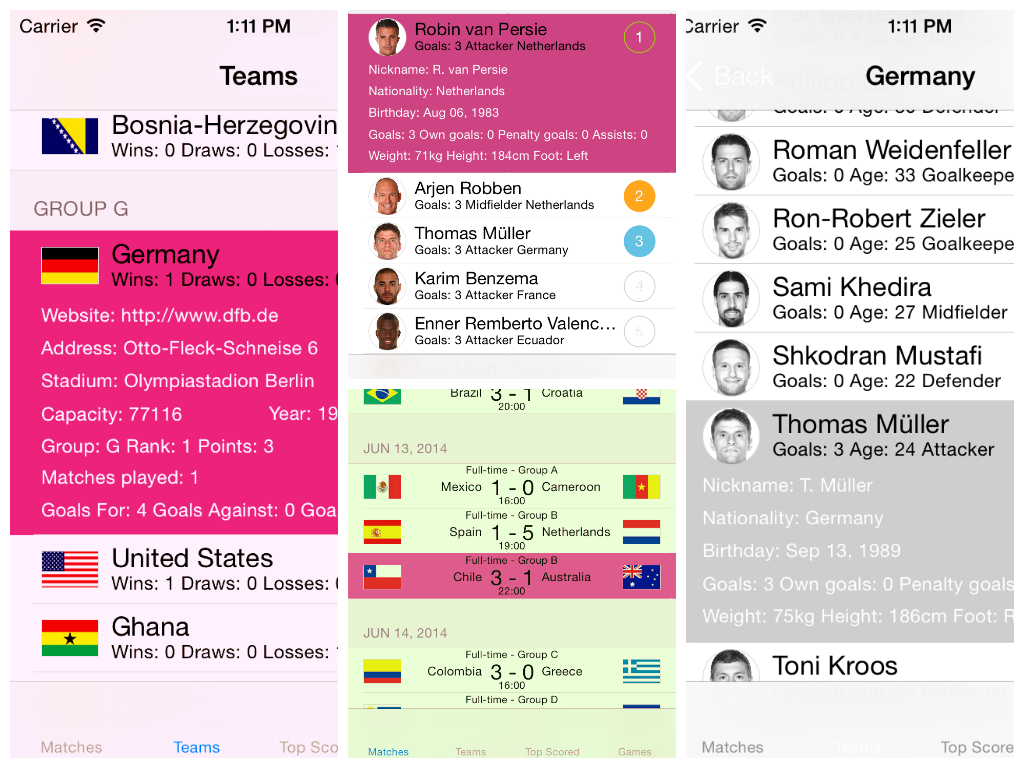 Carrier 1:11 PM
Teams
Bosnia-Herzegovin
Wins: 0 Draws: 0 Losses:
GROUP G
Germany
Wins: 1 Draws: 0 Losses:
Website: http://www.dfb.de
Address: Otto-Fleck-Schneise 6
Stadium: Olympiastadion Berlin
Capacity: 77116 Year: 19
Group: G Rank: 1 Points: 3
Matches played: 1
Goals For: 4 Goals Against: 0 Goa
United States
Wins: 1 Draws: 0 Losses:
Ghana
Wins: 0 Draws: 0 Losses:
Matches Teams Top Sco
Robin van Persie 1
Goals: 3 Attacker Netherlands
Nickname: R. van Persie
Nationality: Netherlands
Birthday: Aug 06, 1983
Goals: 3 Own goals: 0 Penalty goals: 0 Assists: 0
Weight: 71kg Height: 184cm Foot: Left
Arjen Robben 2
Goals: 3 Midfielder Netherlands
Thomas Müller 3
Goals: 3 Attacker Germany
Karim Benzema 4
Goals: 3 Attacker France
Enner Remberto Valenc... 5
Goals: 3 Attacker Ecuador
Brazil 3 - 1 Croatia
20:00
JUN 13, 2014
Full-time - Group A
Mexico 1 - 0 Cameroon
16:00
Full-time - Group B
Spain 1 - 5 Netherlands
19:00
Full-time - Group B
Chile 3 - 1 Australia
22:00
JUN 14, 2014
Full-time - Group C
Colombia 3 - 0 Greece
16:00
Full-time - Group D
Matches Teams Top Scored Games
Carrier 1:11 PM
Back Germany
Goals: 0 Age: 30 Defender
Roman Weidenfeller
Goals: 0 Age: 33 Goalkeepe
Ron-Robert Zieler
Goals: 0 Age: 25 Goalkeepe
Sami Khedira
Goals: 0 Age: 27 Midfielder
Shkodran Mustafi
Goals: 0 Age: 22 Defender
Thomas Müller
Goals: 3 Age: 24 Attacker
Nickname: T. Müller
Nationality: Germany
Birthday: Sep 13, 1989
Goals: 3 Own goals: 0 Penalty goals
Weight: 75kg Height: 186cm Foot: R
Toni Kroos
Goals: 0 Age: 24 Midfielder
Matches Teams Top Score